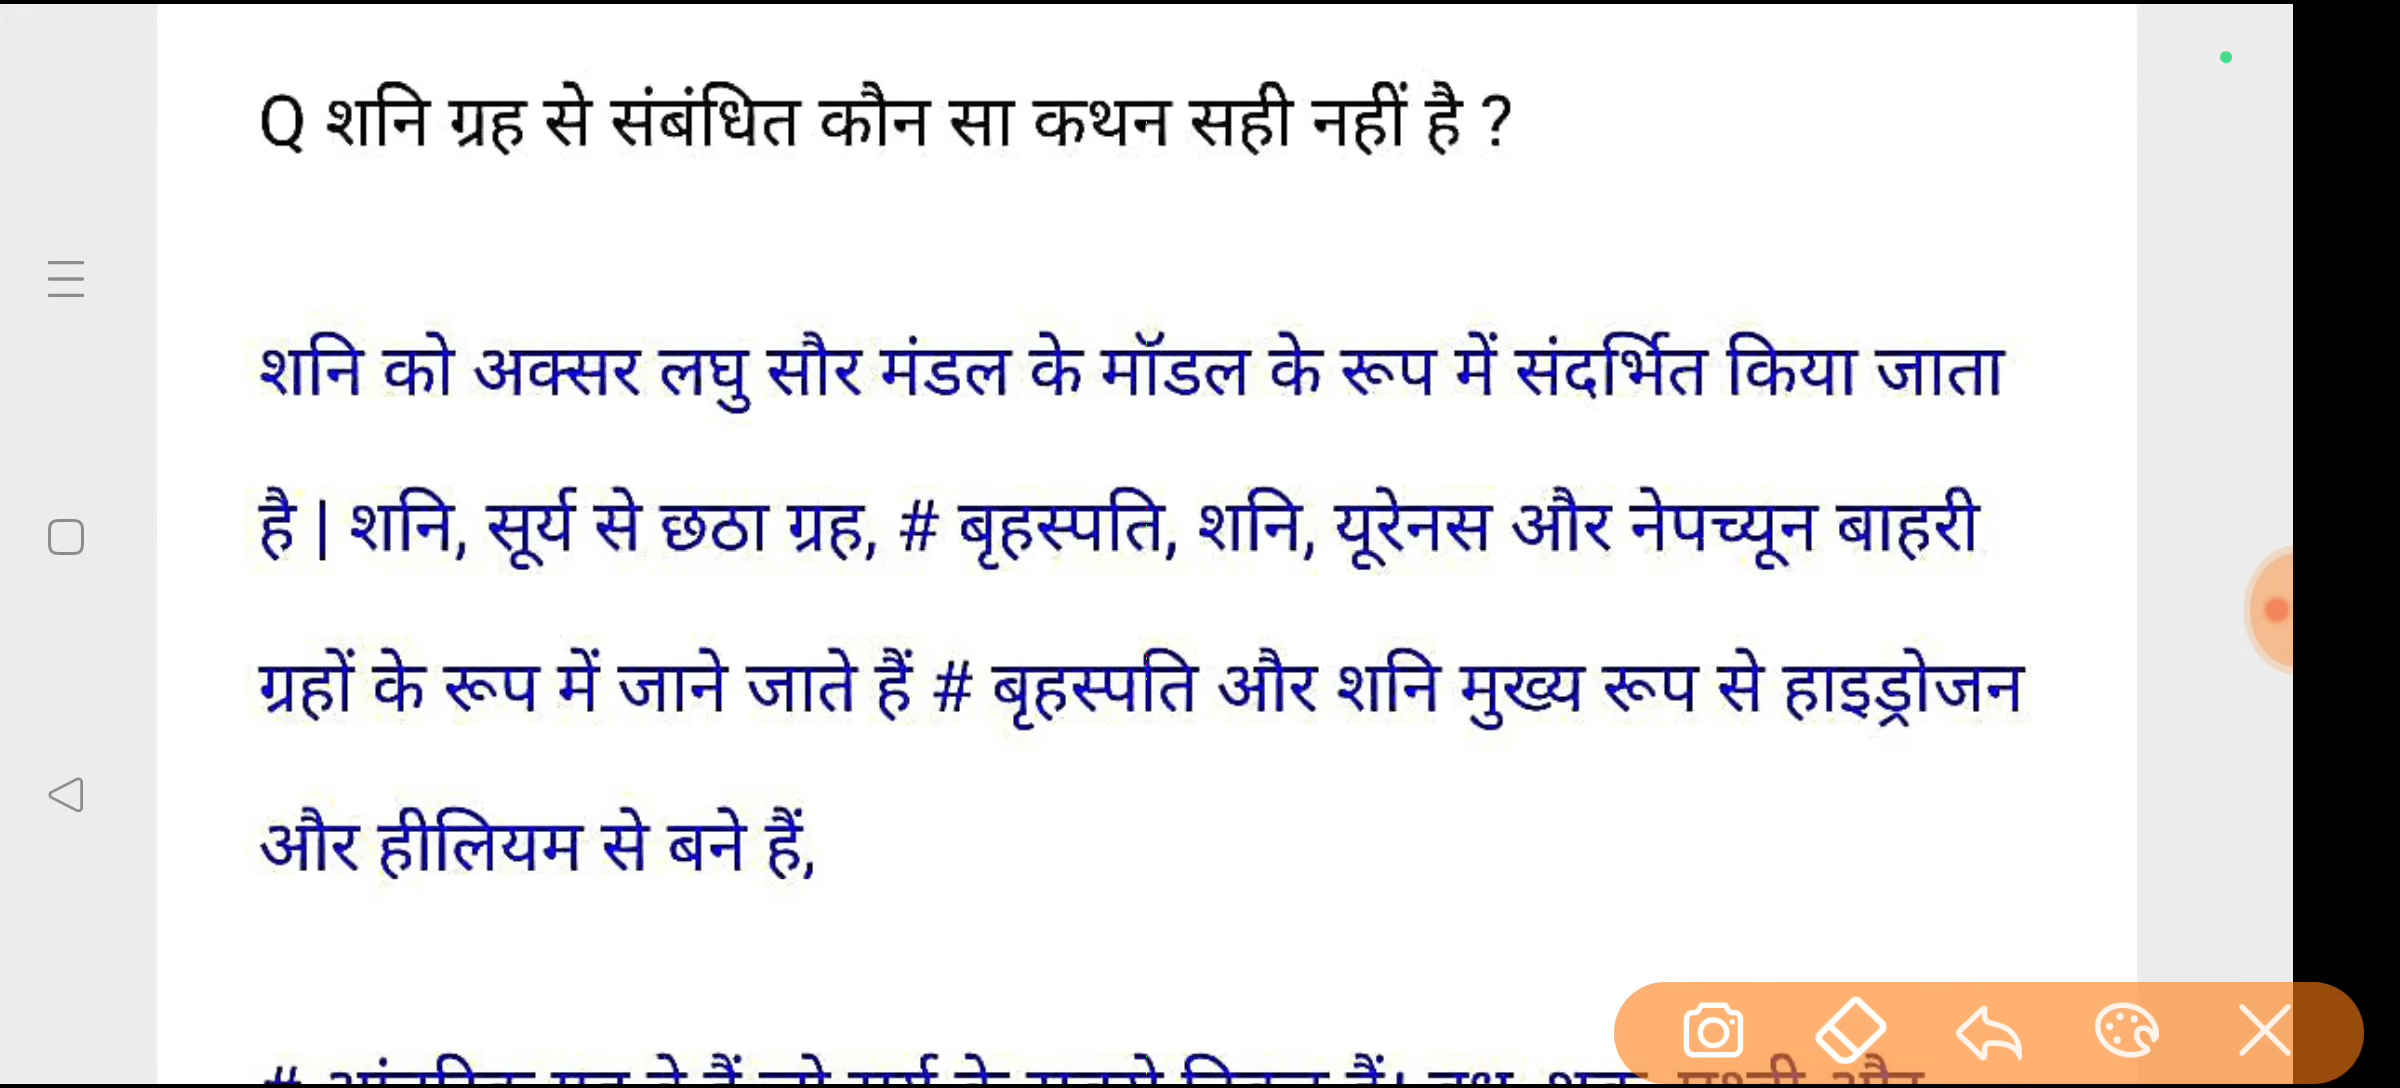 Q शनि ग्रह से संबंधित कौन सा कथन सही नहीं है ?
शनि को अक्सर लघु सौर मंडल के मॉडल के रूप में संदर्भित किया जाता
है | शनि, सूर्य से छठा ग्रह, # बृहस्पति, शनि, यूरेनस और नेपच्यून बाहरी
ग्रहों के रूप में जाने जाते हैं # बृहस्पति और शनि मुख्य रूप से हाइड्रोजन
और हीलियम से बने हैं,